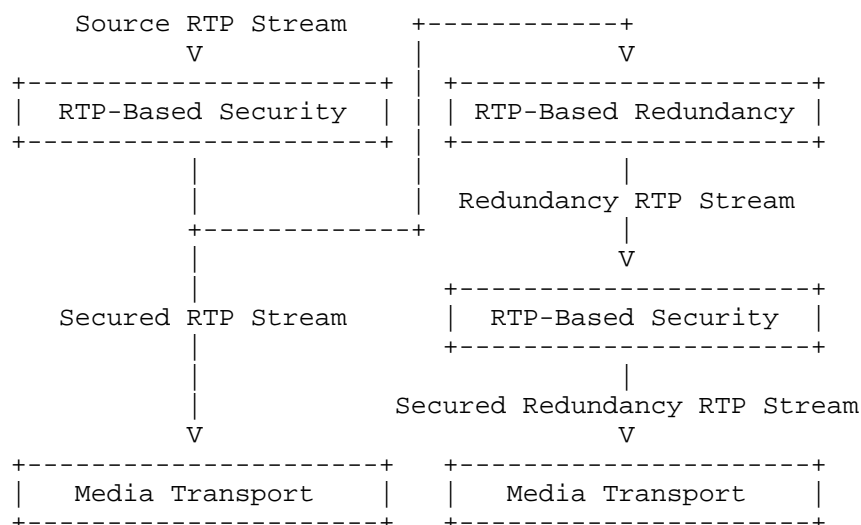 Source RTP Stream
RTP-Based Security
RTP-Based Redundancy
Redundancy RTP Stream
Secured RTP Stream
RTP-Based Security
Secured Redundancy RTP Stream
Media Transport
Media Transport